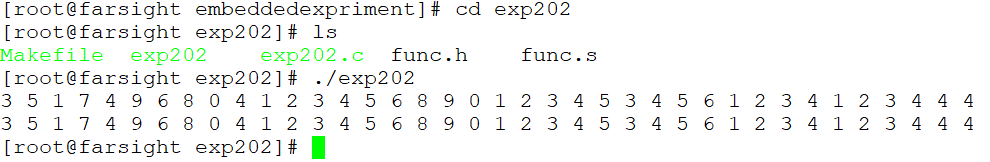 [root@farsight embeddedexpriment]# cd exp202
[root@farsight exp202]# ls
Makefile  exp202    exp202.c  func.h    func.s
[root@farsight exp202]# ./exp202
3 5 1 7 4 9 6 8 0 4 1 2 3 4 5 6 8 9 0 1 2 3 4 5 3 4 5 6 1 2 3 4 1 2 3 4 4 4
3 5 1 7 4 9 6 8 0 4 1 2 3 4 5 6 8 9 0 1 2 3 4 5 3 4 5 6 1 2 3 4 1 2 3 4 4 4
[root@farsight exp202]#